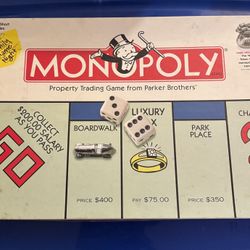 MONOPOLY
Property Trading Game from Parker Brothers
COLLECT
$200.00 SALARY
AS YOU PASS
GO
BOARDWALK
PRICE $400
LUXURY
PAY $75.00
PARK
PLACE
PRICE $350